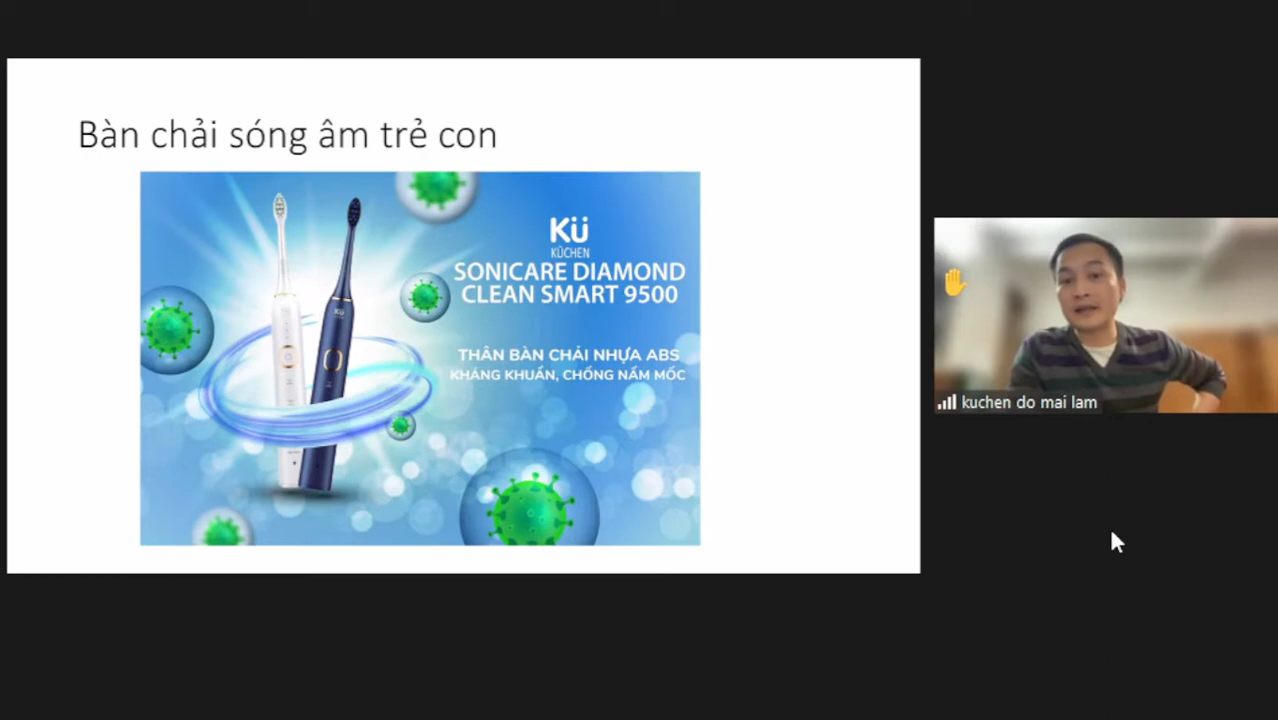 Bàn chải sóng âm trẻ con
Kü
KÜCHEN
SONICARE DIAMOND
CLEAN SMART 9500
THÂN BÀN CHẢI NHỰA ABS
KHÁNG KHUẨN, CHỐNG NẤM MỐC
Kü
kuchen do mai lam